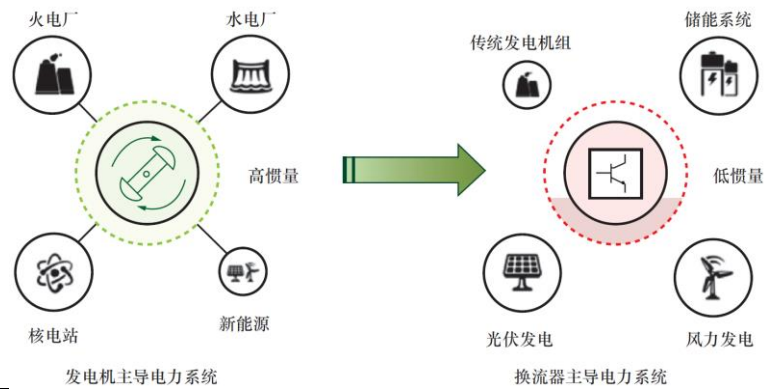 火电厂
水电厂
高惯量
核电站
新能源
发电机主导电力系统
传统发电机组
储能系统
低惯量
光伏发电
风力发电
换流器主导电力系统